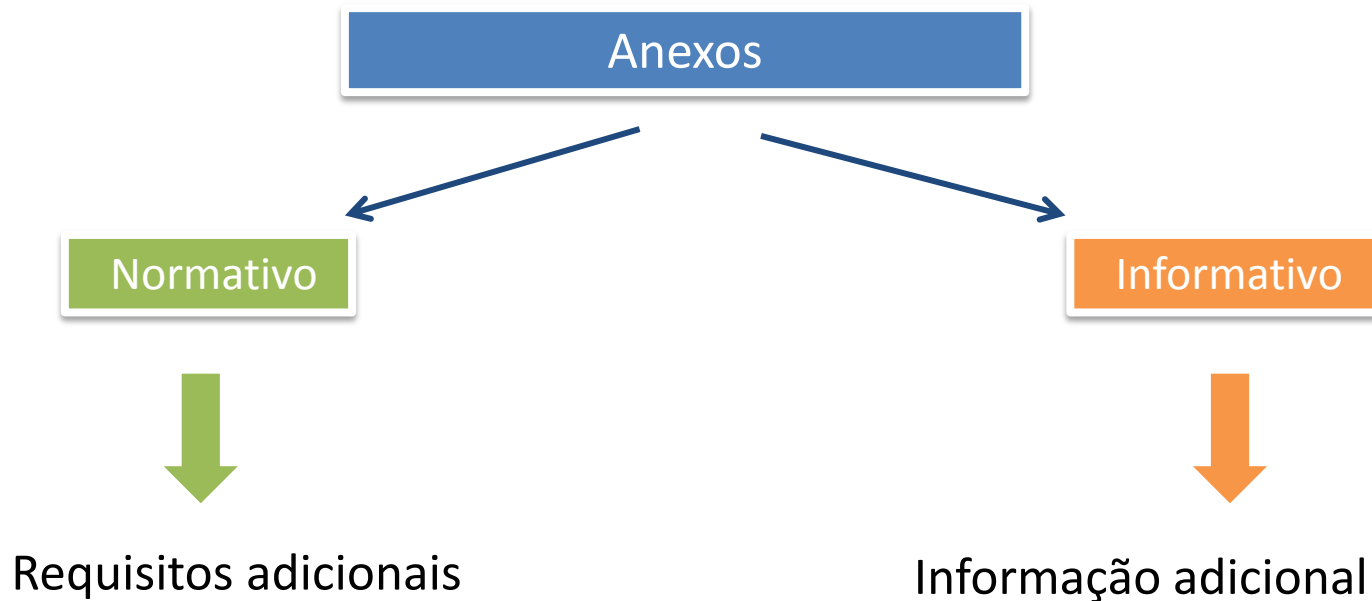 Anexos
Normativo
Informativo
Requisitos adicionais
Informação adicional